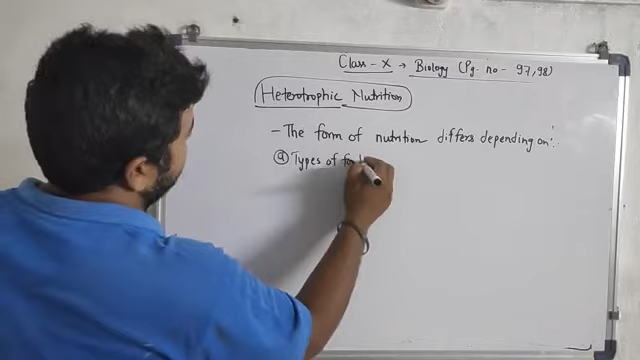 Class - X → Biology (Pg. no - 97,98)
Heterotrophic Nutrition
- The form of nutrition differs depending on :
ⓐ Types of